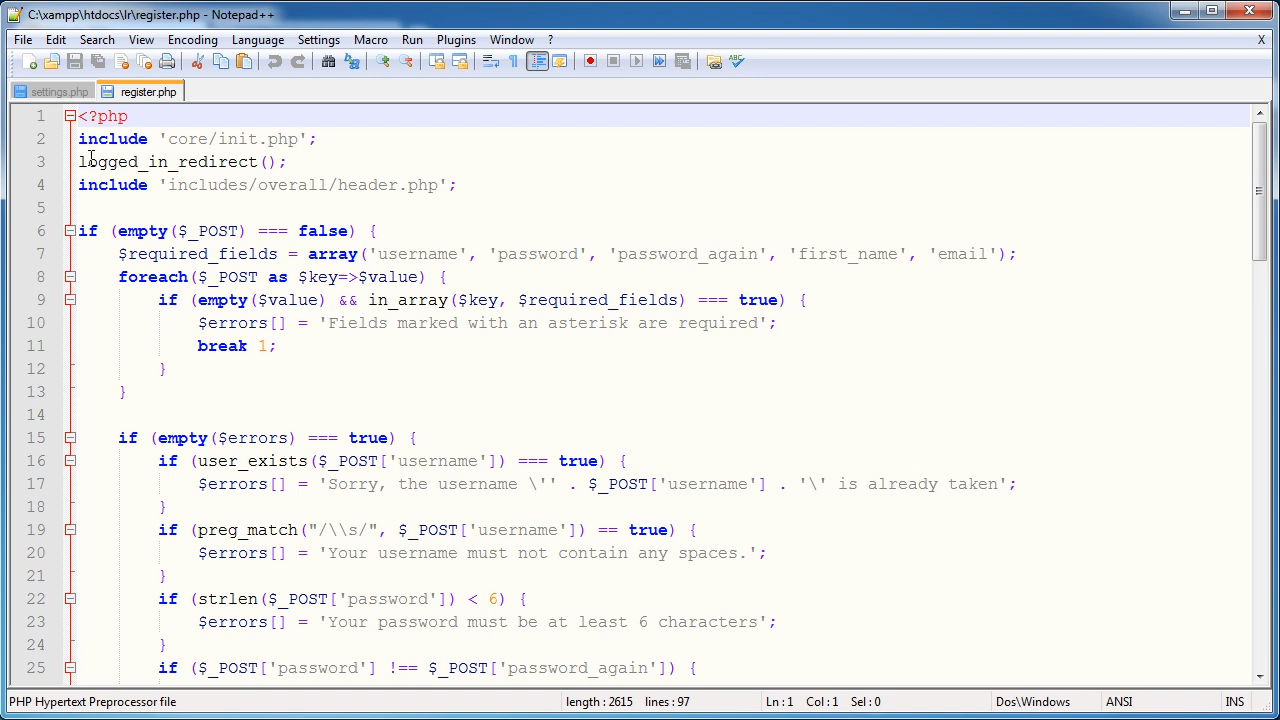 C:\xampp\htdocs\lr\register.php - Notepad++
File Edit Search View Encoding Language Settings Macro Run Plugins Window ? X
settings.php register.php
1 <?php
2 include 'core/init.php';
3 logged_in_redirect();
4 include 'includes/overall/header.php';
5
6 if (empty($_POST) === false) {
7 $required_fields = array('username', 'password', 'password_again', 'first_name', 'email');
8 foreach($_POST as $key=>$value) {
9 if (empty($value) && in_array($key, $required_fields) === true) {
10 $errors[] = 'Fields marked with an asterisk are required';
11 break 1;
12 }
13 }
14
15 if (empty($errors) === true) {
16 if (user_exists($_POST['username']) === true) {
17 $errors[] = 'Sorry, the username \'' . $_POST['username'] . '\' is already taken';
18 }
19 if (preg_match("/\\s/", $_POST['username']) == true) {
20 $errors[] = 'Your username must not contain any spaces.';
21 }
22 if (strlen($_POST['password']) < 6) {
23 $errors[] = 'Your password must be at least 6 characters';
24 }
25 if ($_POST['password'] !== $_POST['password_again']) {
PHP Hypertext Preprocessor file length : 2615 lines : 97 Ln : 1 Col : 1 Sel : 0 Dos\Windows ANSI INS